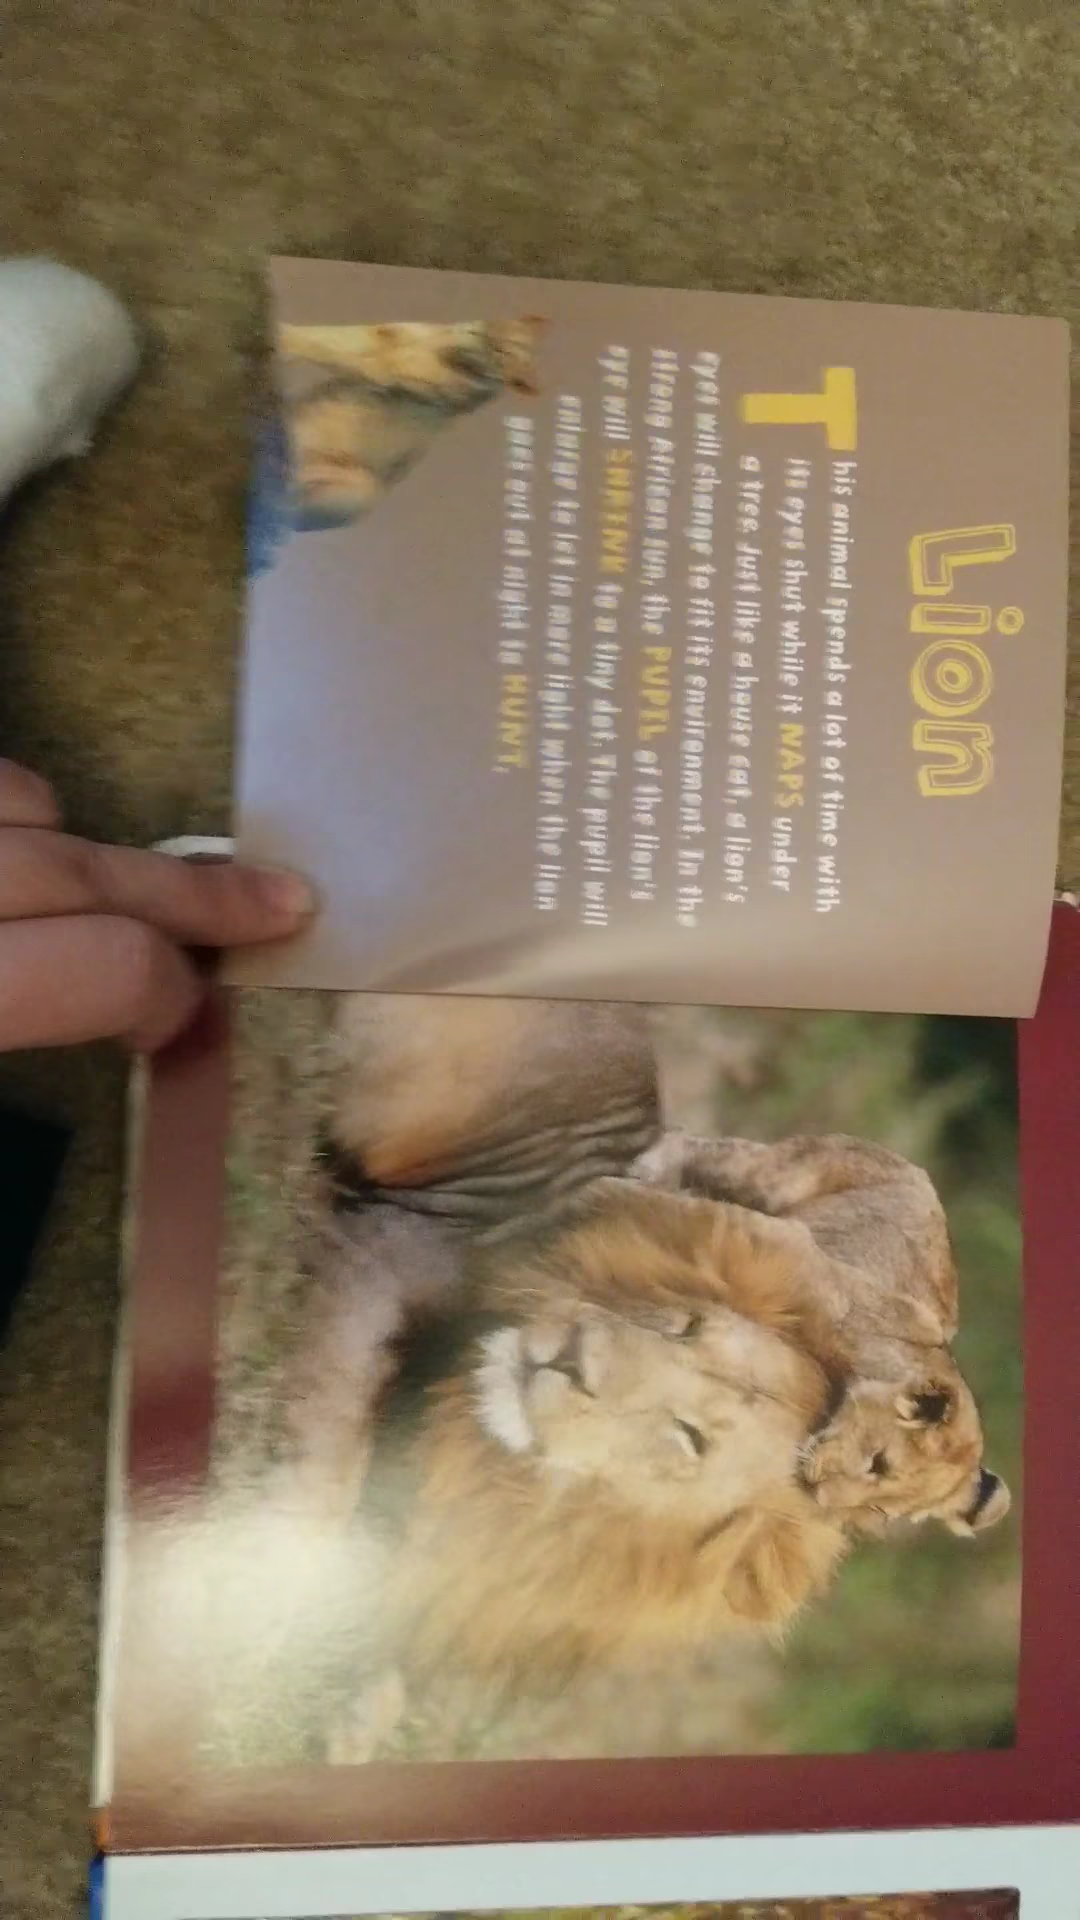 Lion
This animal spends a lot of time with
its eyes shut while it NAPS under
a tree. Just like a house cat, a lion's
eyes will change to fit its environment. In the
strong African sun, the PUPIL of the lion's
eye will SHRINK to a tiny dot. The pupil will
enlarge to let in more light when the lion
goes out at night to HUNT.